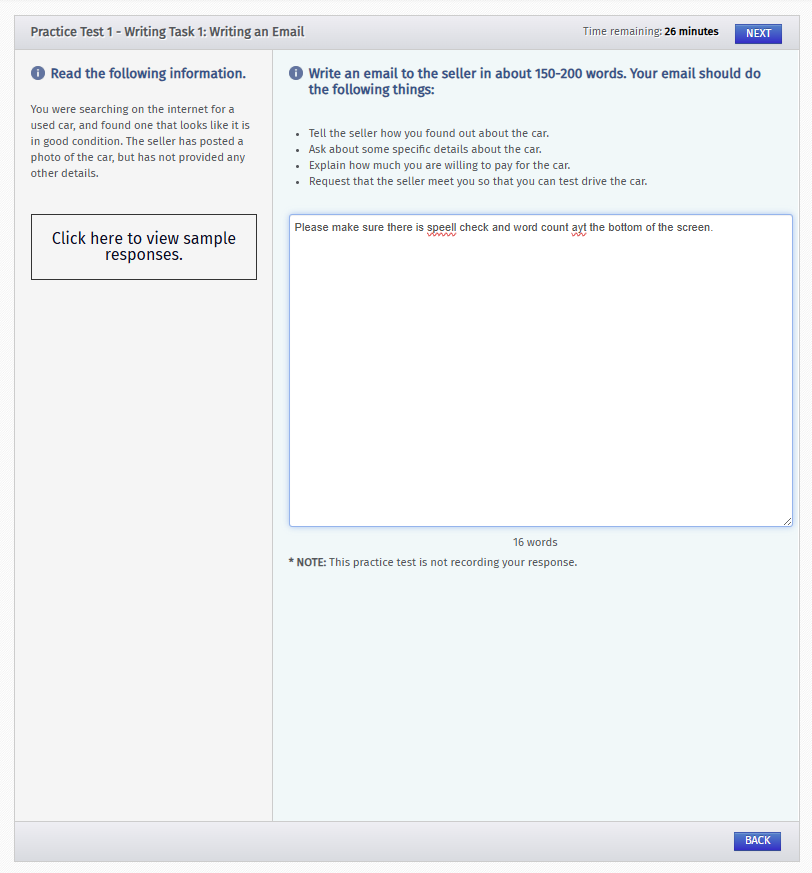 Practice Test 1 - Writing Task 1: Writing an Email
Time remaining: 26 minutes
NEXT
Read the following information.
You were searching on the internet for a
used car, and found one that looks like it is
in good condition. The seller has posted a
photo of the car, but has not provided any
other details.
Click here to view sample
responses.
Write an email to the seller in about 150-200 words. Your email should do
the following things:
• Tell the seller how you found out about the car.
• Ask about some specific details about the car.
• Explain how much you are willing to pay for the car.
• Request that the seller meet you so that you can test drive the car.
Please make sure there is speell check and word count ayt the bottom of the screen.
16 words
* NOTE: This practice test is not recording your response.
BACK